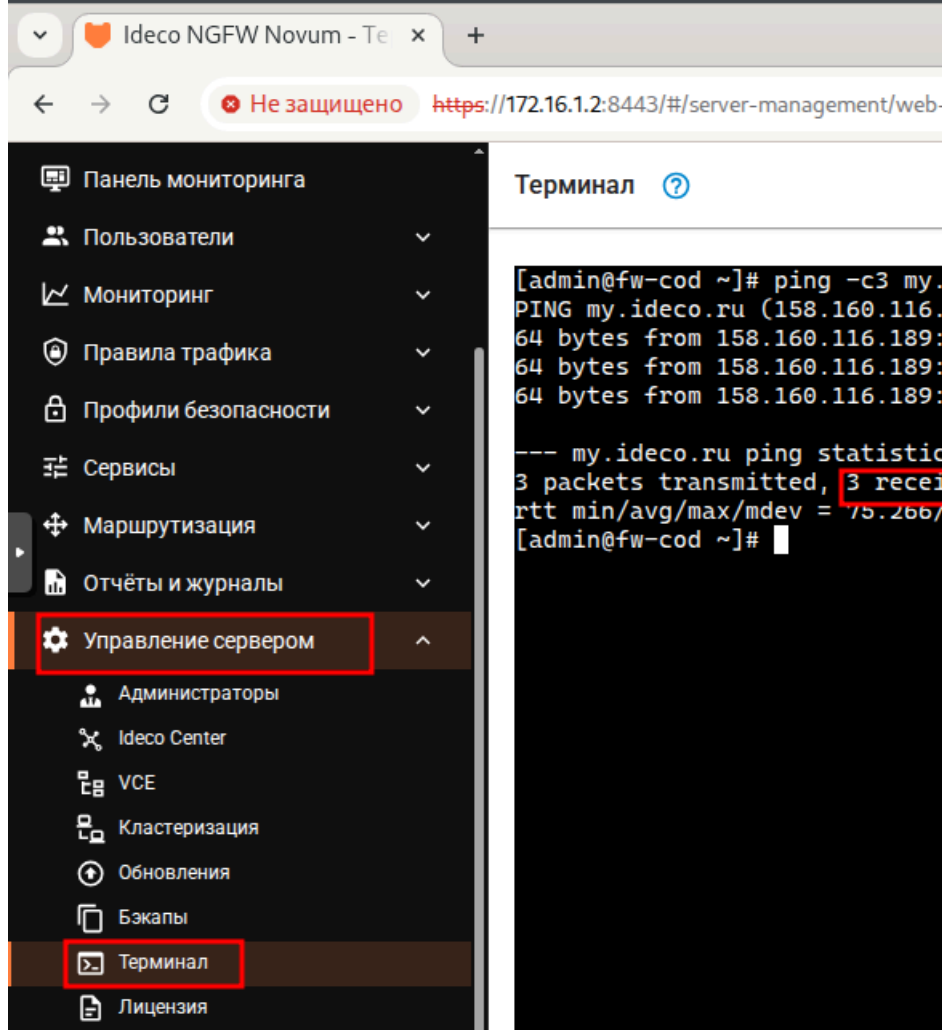 Ideco NGFW Novum - Te
Не защищено https://172.16.1.2:8443/#/server-management/web-
Панель мониторинга
Пользователи
Мониторинг
Правила трафика
Профили безопасности
Сервисы
Маршрутизация
Отчёты и журналы
Управление сервером
Администраторы
Ideco Center
VCE
Кластеризация
Обновления
Бэкапы
Терминал
Лицензия
Терминал
[admin@fw-cod ~]# ping -c3 my.
PING my.ideco.ru (158.160.116.
64 bytes from 158.160.116.189:
64 bytes from 158.160.116.189:
64 bytes from 158.160.116.189:
--- my.ideco.ru ping statistic
3 packets transmitted, 3 recei
rtt min/avg/max/mdev = 75.266/
[admin@fw-cod ~]#